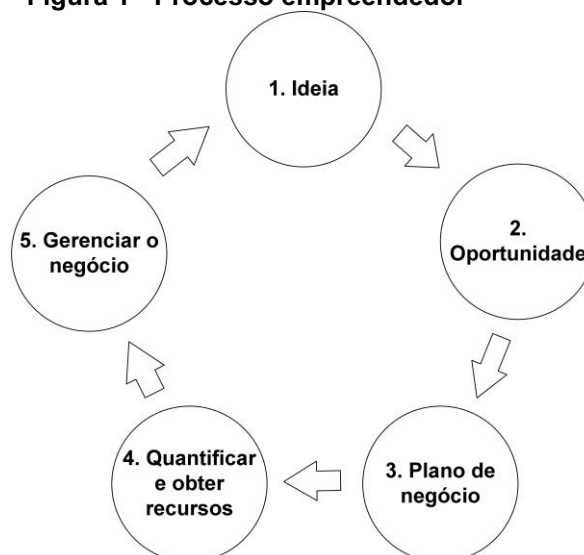 Figura 1 - Processo empreendedor
1. Ideia
2.
Oportunidade
3. Plano de
negócio
4. Quantificar
e obter
recursos
5. Gerenciar o
negócio